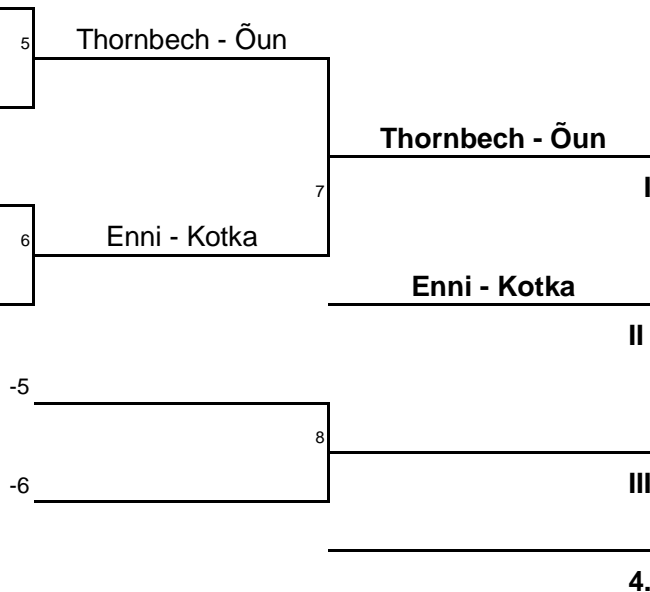 5
Thornbech - Õun
Thornbech - Õun
7
I
6
Enni - Kotka
Enni - Kotka
II
-5
8
-6
III
4.